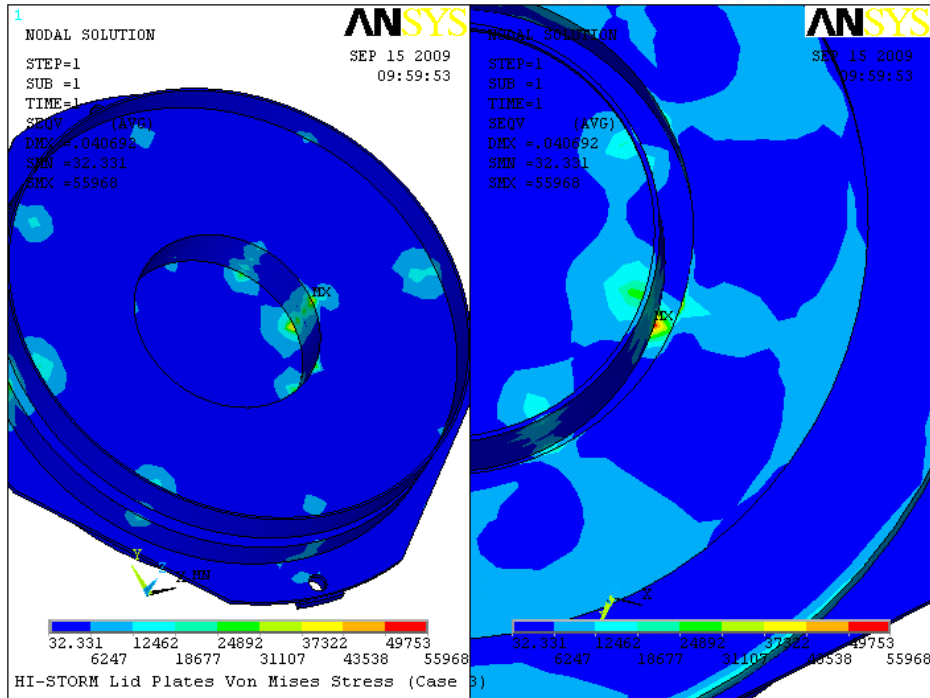 1
ANSYS
NODAL SOLUTION
SEP 15 2009
09:59:53
STEP=1
SUB =1
TIME=1
SEQV (AVG)
DMX =.040692
SMN =32.331
SMX =55968
MX
Y
Z
X MN
32.331 12462 24892 37322 49753
6247 18677 31107 43538 55968
HI-STORM Lid Plates Von Mises Stress (Case 3)
ANSYS
NODAL SOLUTION
SEP 15 2009
09:59:53
STEP=1
SUB =1
TIME=1
SEQV (AVG)
DMX =.040692
SMN =32.331
SMX =55968
MX
X
32.331 12462 24892 37322 49753
6247 18677 31107 43538 55968